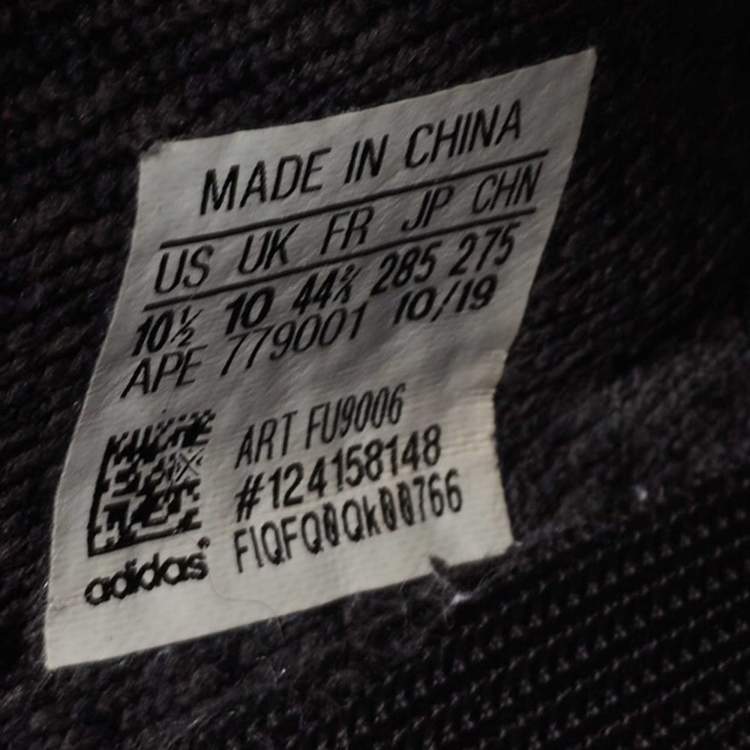 MADE IN CHINA
US UK FR JP CHN
10½ 10 44⅔ 285 275
APE 779001 10/19
ART FU9006
#124158148
FIQFQ0Qk00766
adidas®